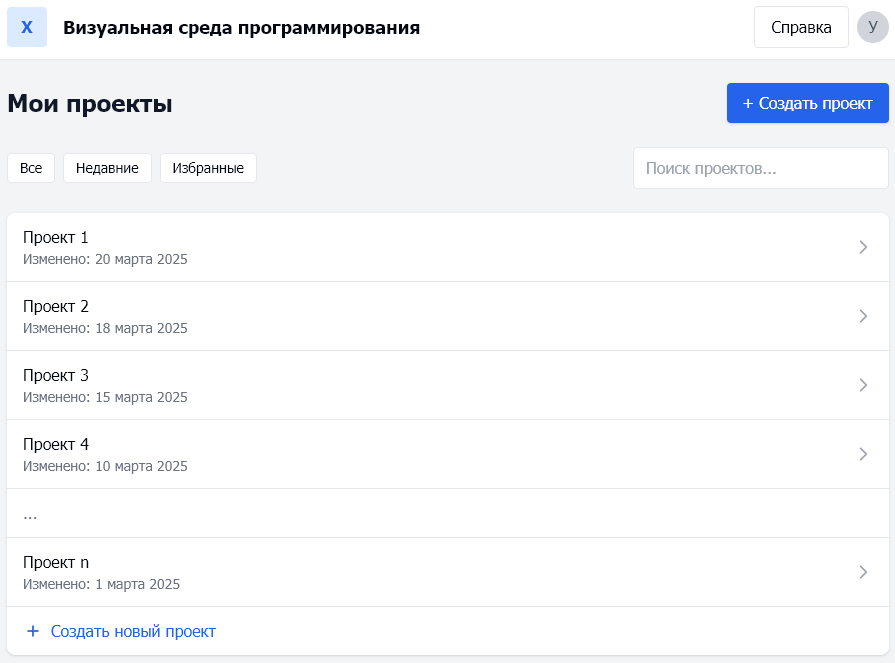 X Визуальная среда программирования Справка У
Мои проекты + Создать проект
Все Недавние Избранные Поиск проектов...
Проект 1
Изменено: 20 марта 2025
Проект 2
Изменено: 18 марта 2025
Проект 3
Изменено: 15 марта 2025
Проект 4
Изменено: 10 марта 2025
...
Проект n
Изменено: 1 марта 2025
+ Создать новый проект